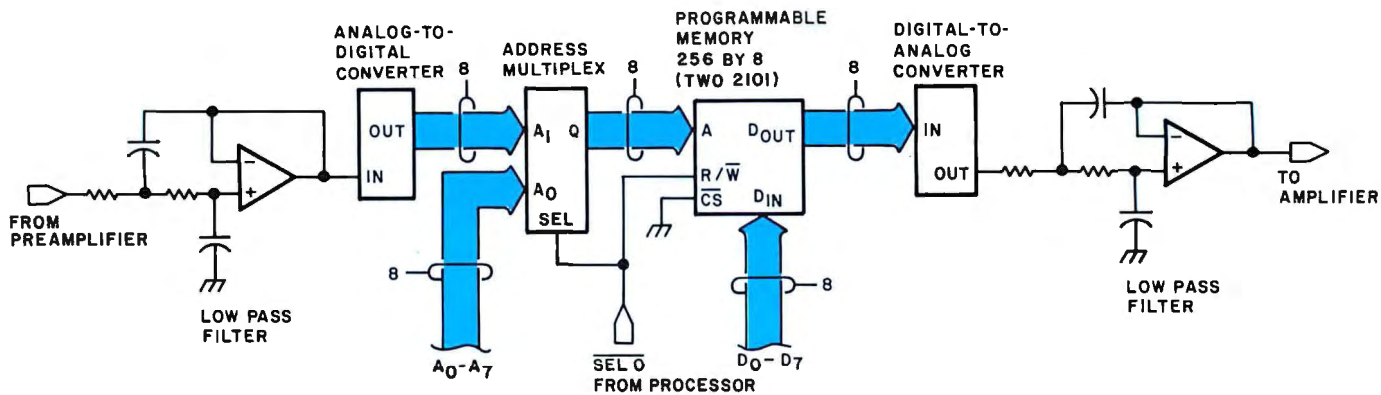 ANALOG-TO-
DIGITAL
CONVERTER
ADDRESS
MULTIPLEX
PROGRAMMABLE
MEMORY
256 BY 8
(TWO 2101)
DIGITAL-TO-
ANALOG
CONVERTER
8
8
8
OUT
IN
A1 Q
A0
SEL
A DOUT
R/W̅
C̅S̅ DIN
IN
OUT
−
+
−
+
FROM
PREAMPLIFIER
TO
AMPLIFIER
8
8
LOW PASS
FILTER
LOW PASS
FILTER
A0-A7
S̅E̅L̅ ̅0̅
FROM PROCESSOR
D0-D7